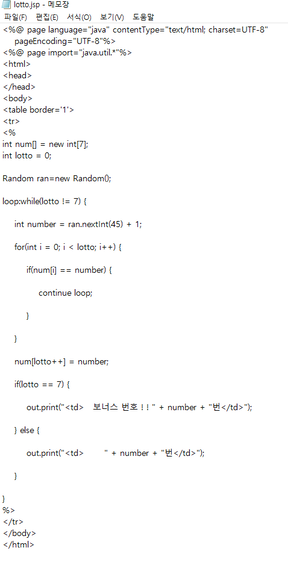 lotto.jsp - 메모장
파일(F) 편집(E) 서식(O) 보기(V) 도움말
<%@ page language="java" contentType="text/html; charset=UTF-8"
pageEncoding="UTF-8"%>
<%@ page import="java.util.*"%>
<html>
<head>
</head>
<body>
<table border='1'>
<tr>
<%
int num[] = new int[7];
int lotto = 0;
Random ran=new Random();
loop:while(lotto != 7) {
int number = ran.nextInt(45) + 1;
for(int i = 0; i < lotto; i++) {
if(num[i] == number) {
continue loop;
}
}
num[lotto++] = number;
if(lotto == 7) {
out.print("<td> 보너스 번호 ! ! " + number + "번</td>");
} else {
out.print("<td> " + number + "번</td>");
}
}
%>
</tr>
</body>
</html>